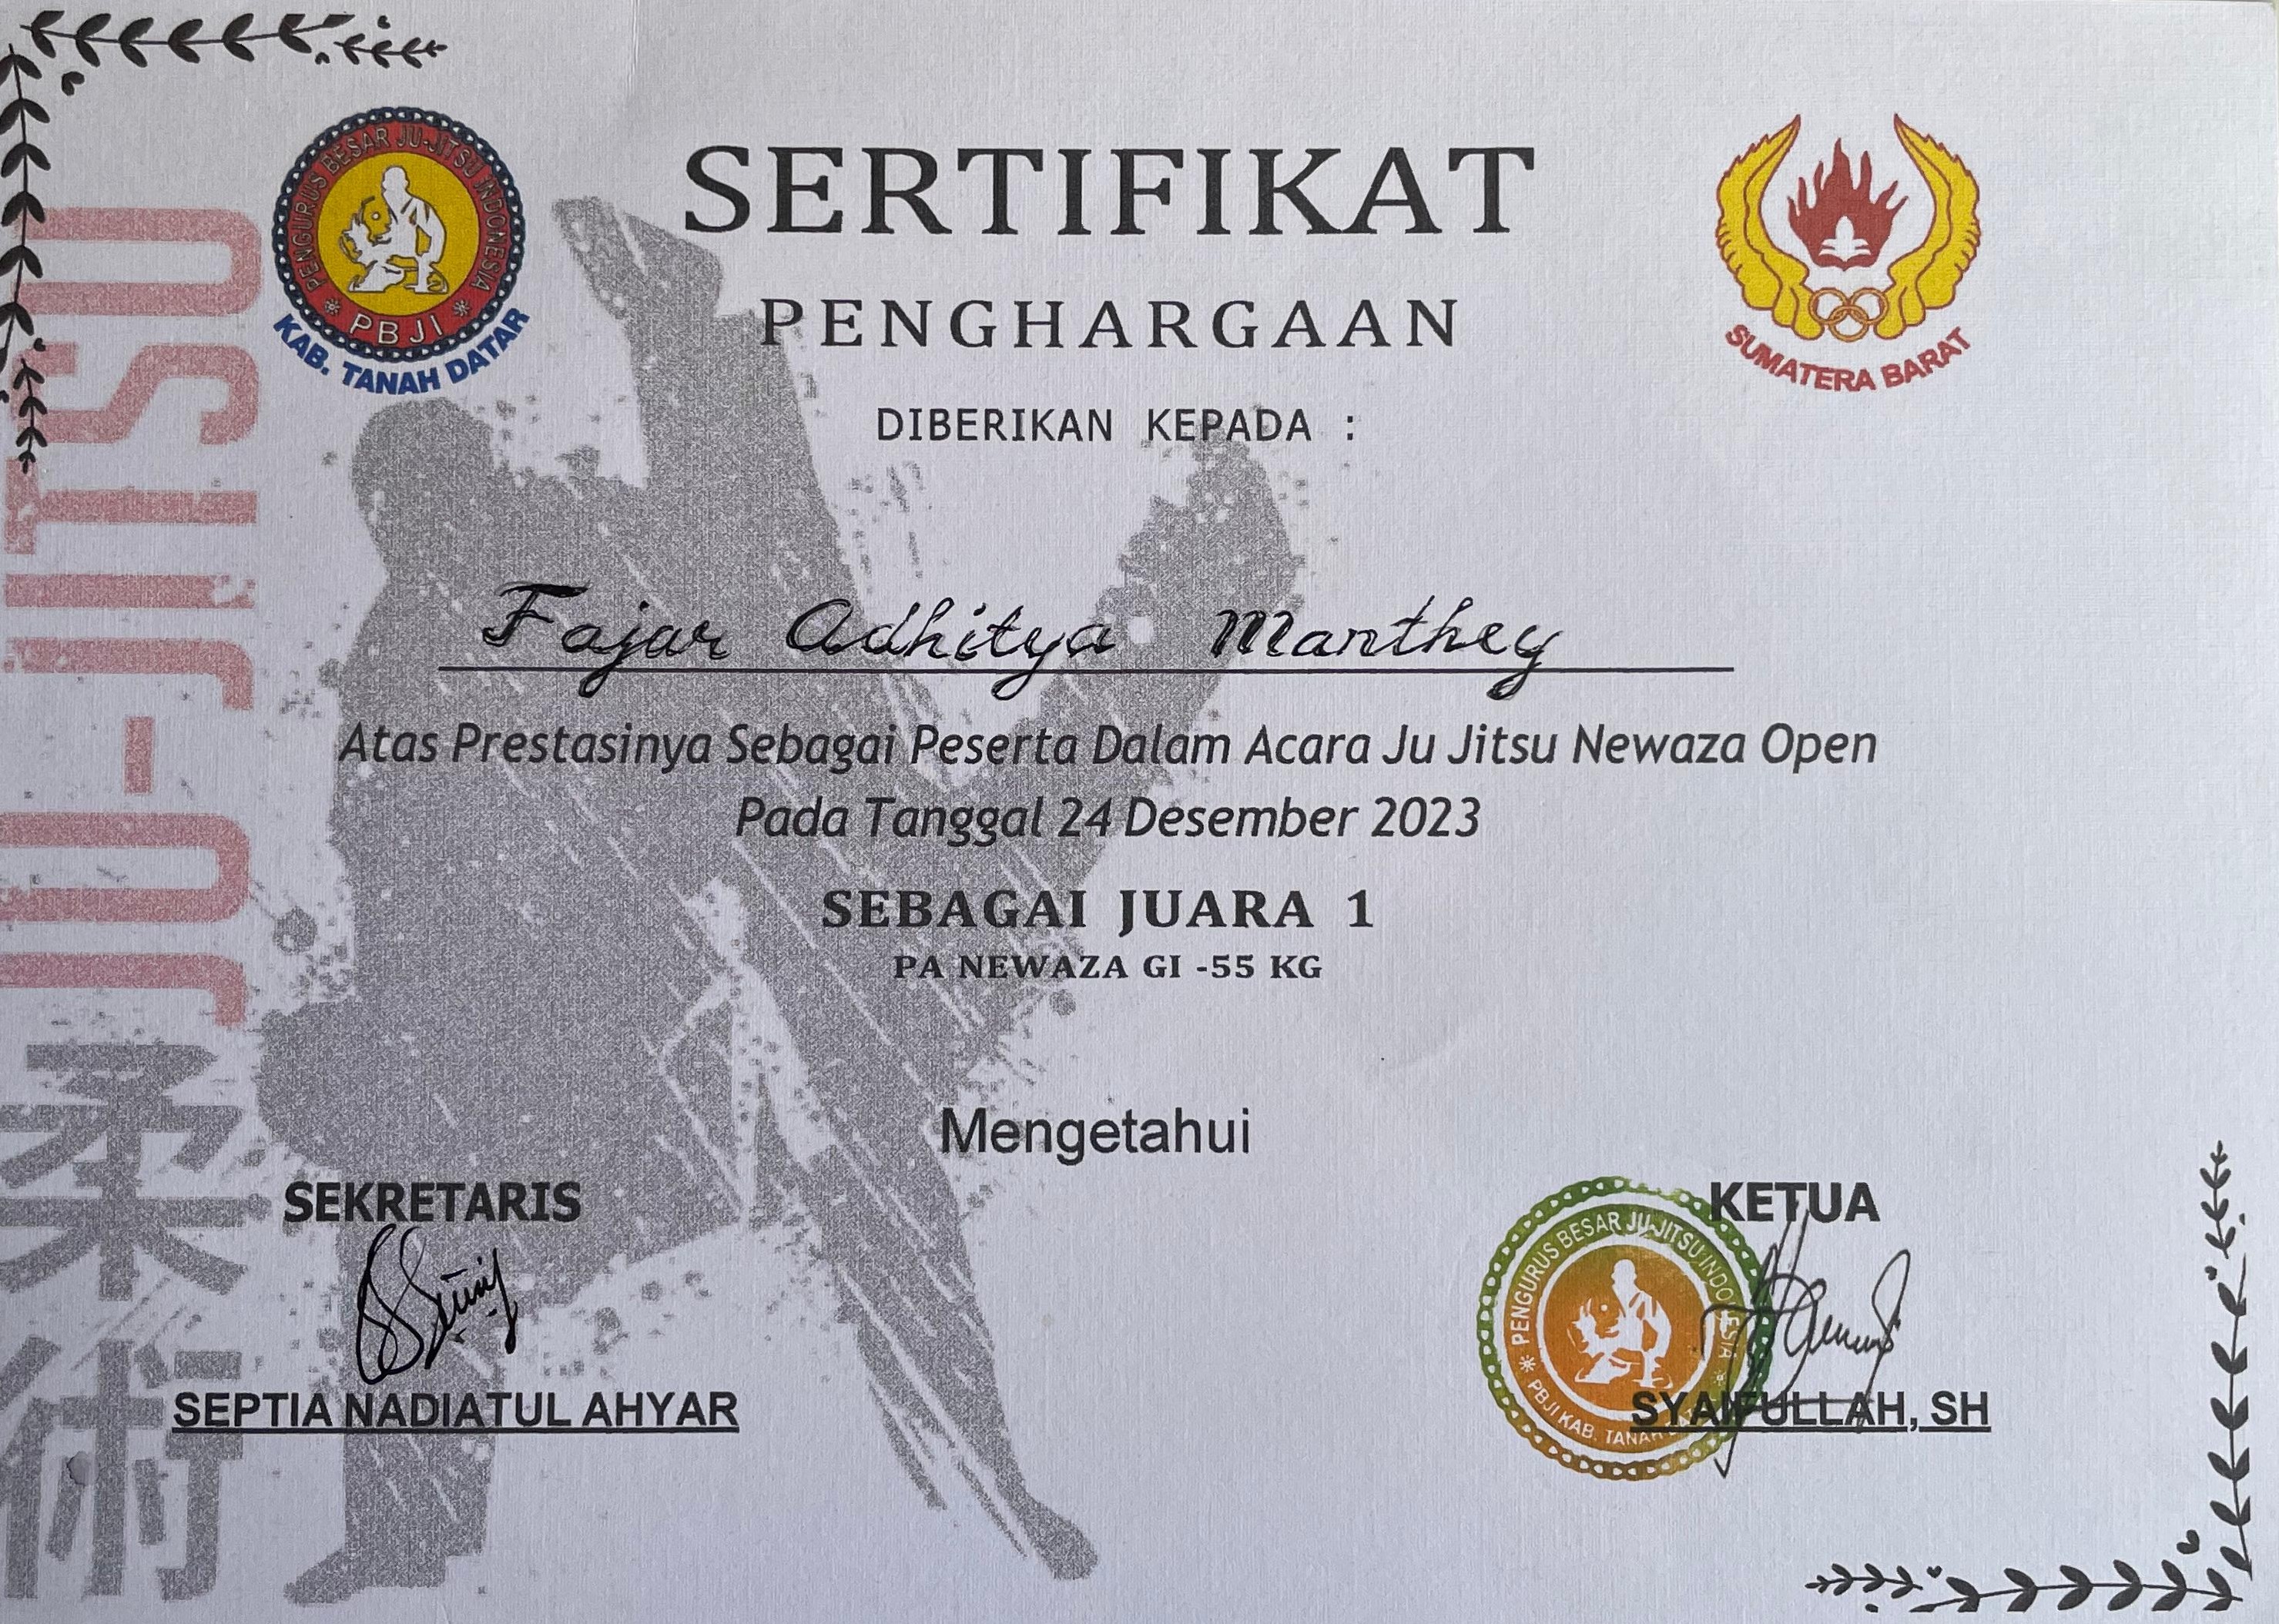 PENGURUS BESAR JU-JITSU INDONESIA
PBJI
KAB. TANAH DATAR
SERTIFIKAT
PENGHARGAAN
SUMATERA BARAT
DIBERIKAN KEPADA :
Fajar Adhitya Manthey
Atas Prestasinya Sebagai Peserta Dalam Acara Ju Jitsu Newaza Open
Pada Tanggal 24 Desember 2023
SEBAGAI JUARA 1
PA NEWAZA GI -55 KG
JU-JITSU
柔術
Mengetahui
SEKRETARIS
SEPTIA NADIATUL AHYAR
KETUA
PENGURUS BESAR JU-JITSU INDONESIA
PBJI KAB. TANAH
SYAIFULLAH, SH